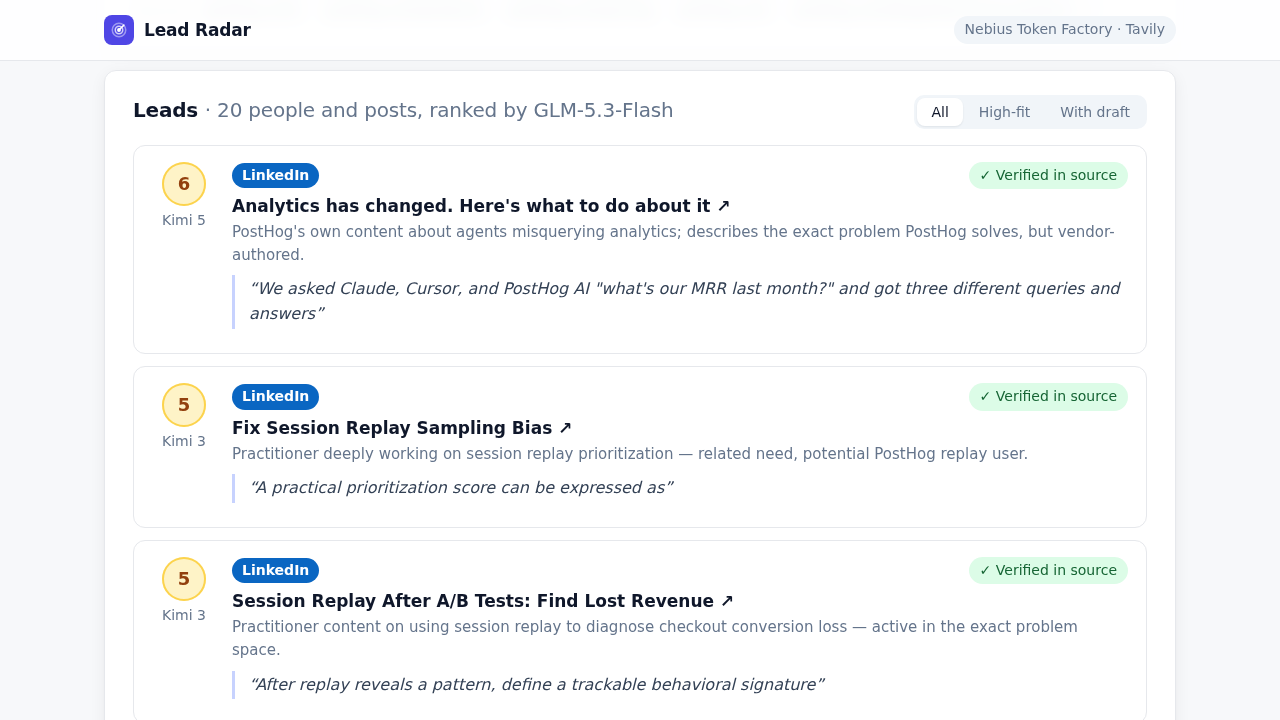 Lead Radar
Nebius Token Factory · Tavily
Leads · 20 people and posts, ranked by GLM-5.3-Flash
All High-fit With draft
6
Kimi 5
LinkedIn
✓ Verified in source
Analytics has changed. Here's what to do about it ↗
PostHog's own content about agents misquerying analytics; describes the exact problem PostHog solves, but vendor-
authored.
“We asked Claude, Cursor, and PostHog AI "what's our MRR last month?" and got three different queries and
answers”
5
Kimi 3
LinkedIn
✓ Verified in source
Fix Session Replay Sampling Bias ↗
Practitioner deeply working on session replay prioritization — related need, potential PostHog replay user.
“A practical prioritization score can be expressed as”
5
Kimi 3
LinkedIn
✓ Verified in source
Session Replay After A/B Tests: Find Lost Revenue ↗
Practitioner content on using session replay to diagnose checkout conversion loss — active in the exact problem
space.
“After replay reveals a pattern, define a trackable behavioral signature”